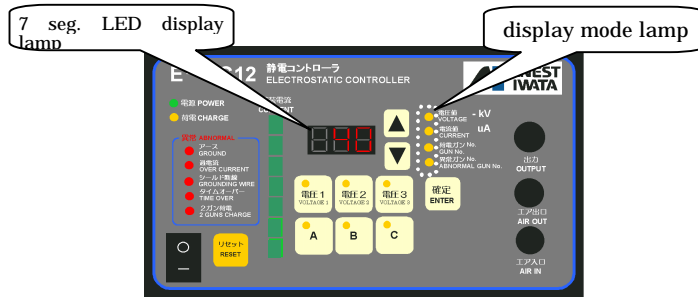 7 seg. LED display lamp
display mode lamp
静電コントローラ
ELECTROSTATIC CONTROLLER
IWATA
電源 POWER
荷電 CHARGE
異常 ABNORMAL
アース
GROUND
過電流
OVER CURRENT
シールド断線
GROUNDING WIRE
タイムオーバー
TIME OVER
2ガン荷電
2 GUNS CHARGE
リセット
RESET
電圧1
VOLTAGE 1
電圧2
VOLTAGE 2
電圧3
VOLTAGE 3
A
B
C
▲
▼
電圧値
VOLTAGE
- kV
電流値
CURRENT
uA
荷電ガン No.
GUN No.
異常ガン No.
ABNORMAL GUN No.
確定
ENTER
出力
OUTPUT
エア出口
AIR OUT
エア入口
AIR IN